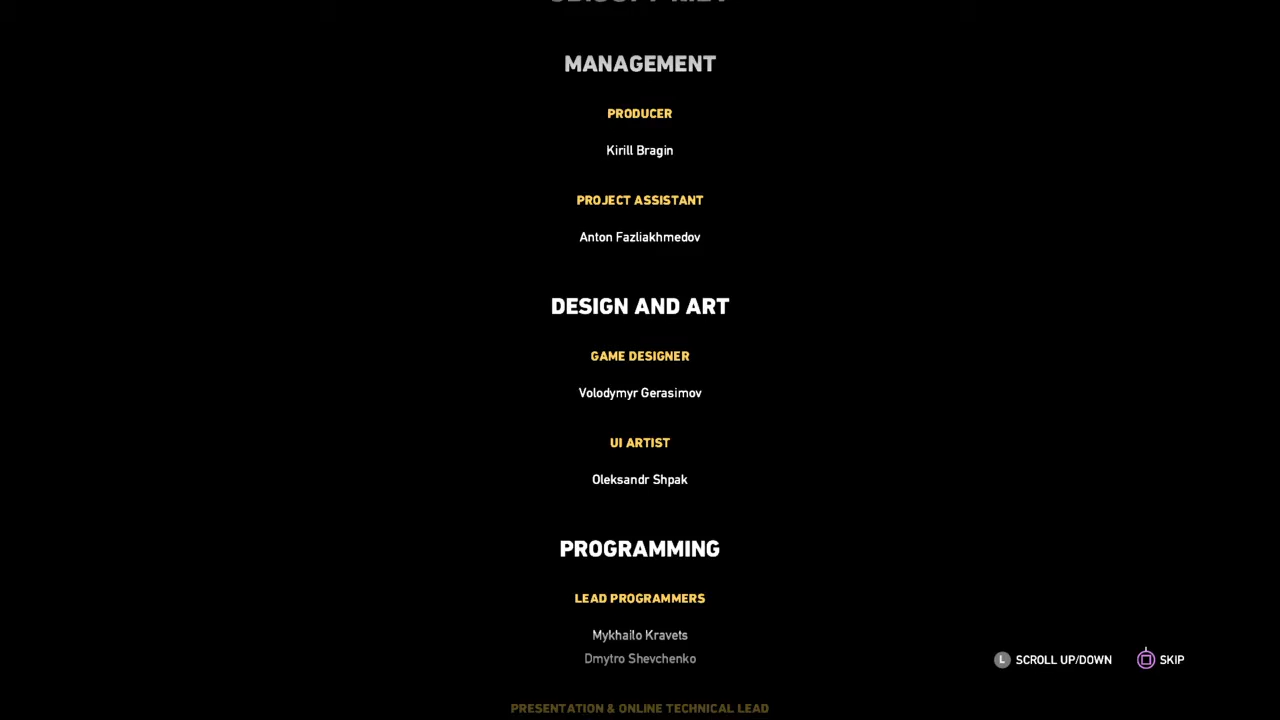 MANAGEMENT
PRODUCER
Kirill Bragin
PROJECT ASSISTANT
Anton Fazliakhmedov
DESIGN AND ART
GAME DESIGNER
Volodymyr Gerasimov
UI ARTIST
Oleksandr Shpak
PROGRAMMING
LEAD PROGRAMMERS
Mykhailo Kravets
Dmytro Shevchenko
L SCROLL UP/DOWN SKIP
PRESENTATION & ONLINE TECHNICAL LEAD